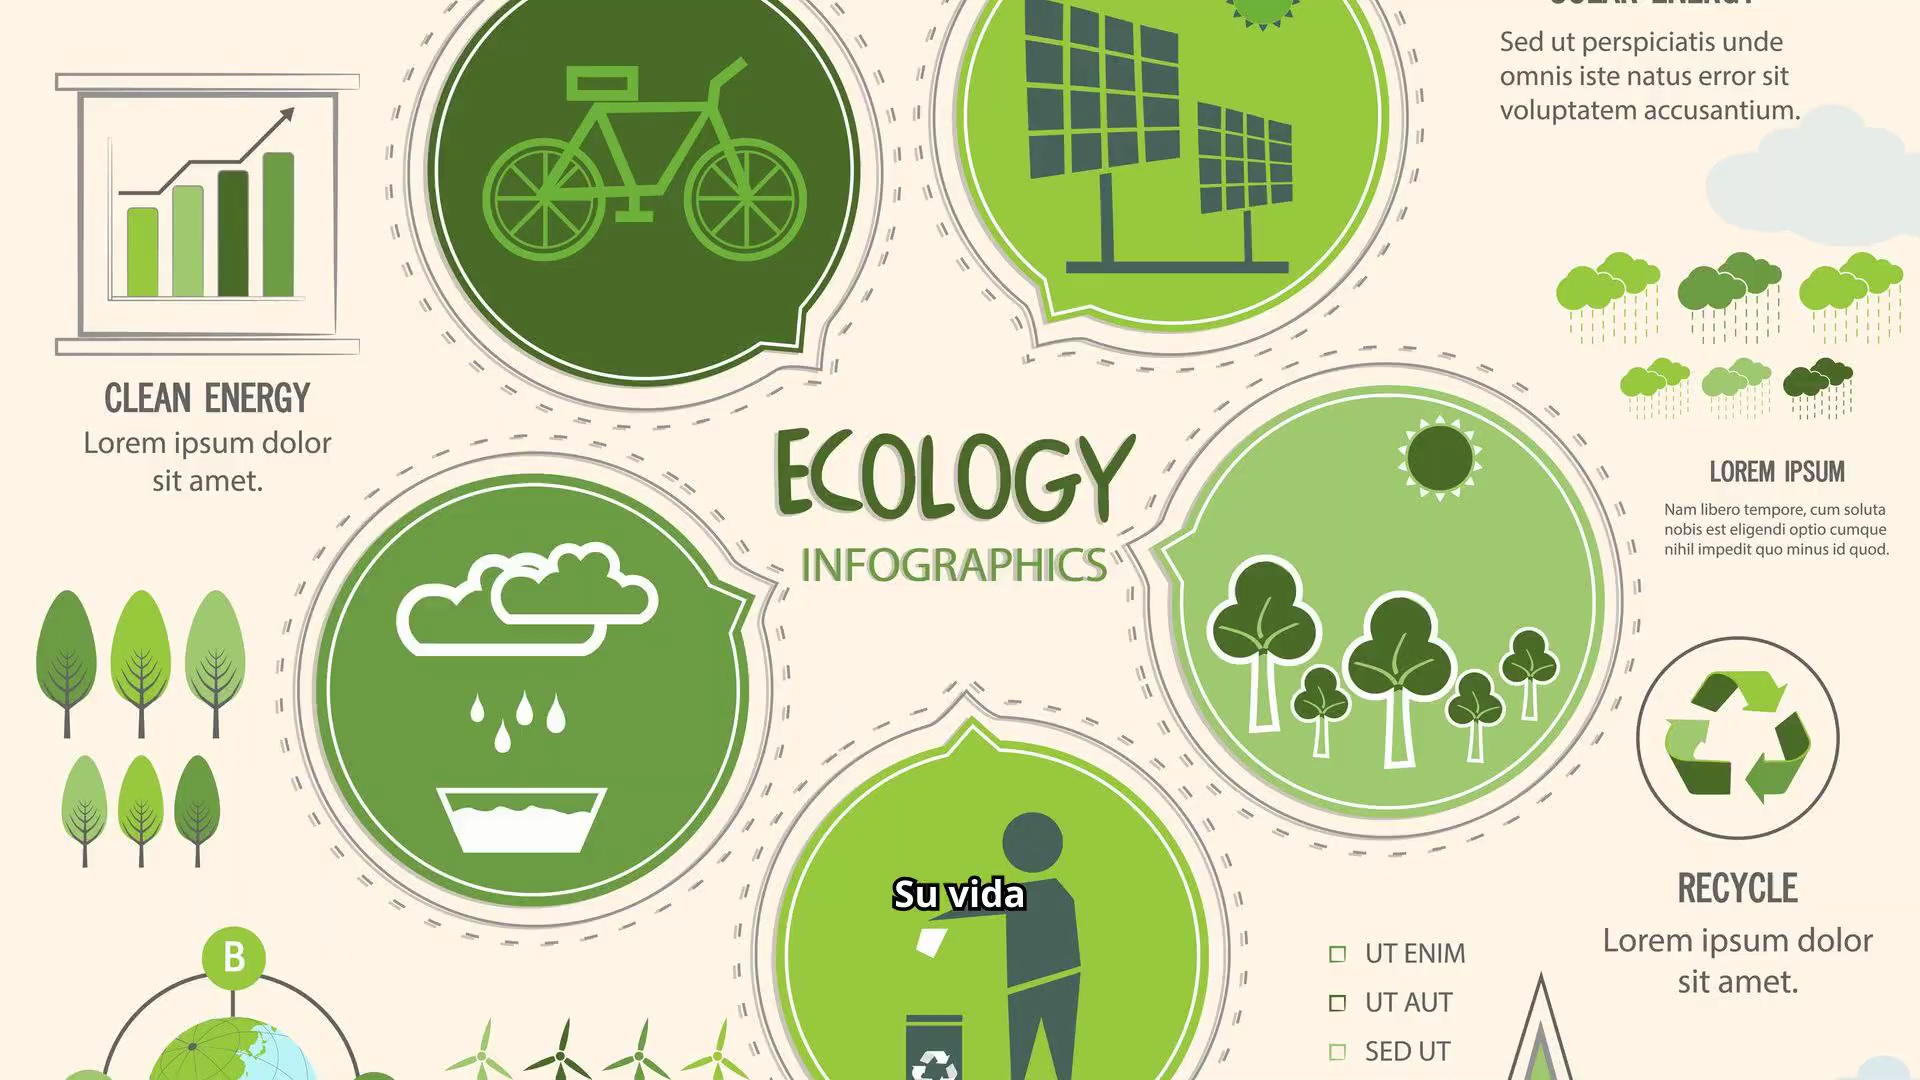 SOLAR ENERGY
Sed ut perspiciatis unde
omnis iste natus error sit
voluptatem accusantium.
CLEAN ENERGY
Lorem ipsum dolor
sit amet.
ECOLOGY
INFOGRAPHICS
LOREM IPSUM
Nam libero tempore, cum soluta
nobis est eligendi optio cumque
nihil impedit quo minus id quod.
Su vida
RECYCLE
Lorem ipsum dolor
sit amet.
B
UT ENIM
UT AUT
SED UT